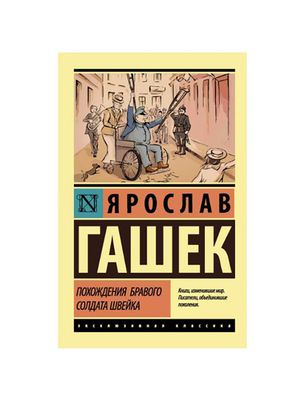 ЯРОСЛАВ
ГАШЕК
ПОХОЖДЕНИЯ БРАВОГО
СОЛДАТА ШВЕЙКА
Книги, изменившие мир.
Писатели, объединившие
поколения.
ЭКСКЛЮЗИВНАЯ КЛАССИКА